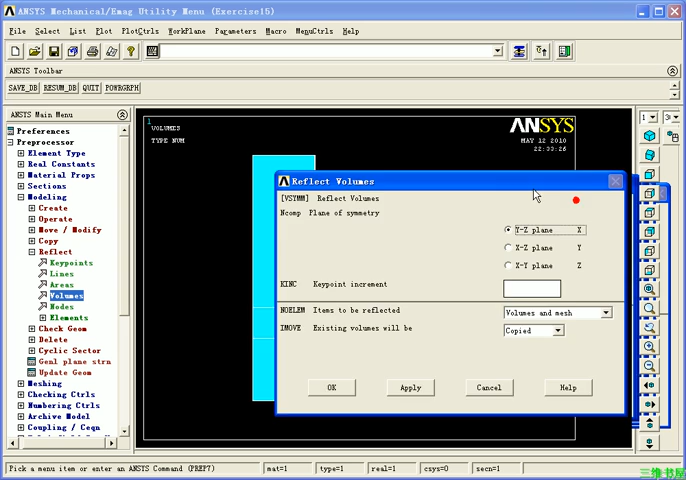 ANSYS Mechanical/Emag Utility Menu (Exercise15)
File Select List Plot PlotCtrls WorkPlane Parameters Macro MenuCtrls Help
ANSYS Toolbar
SAVE_DB RESUM_DB QUIT POWRGRPH
ANSYS Main Menu
Preferences
Preprocessor
Element Type
Real Constants
Material Props
Sections
Modeling
Create
Operate
Move / Modify
Copy
Reflect
Keypoints
Lines
Areas
Volumes
Nodes
Elements
Check Geom
Delete
Cyclic Sector
Genl plane strn
Update Geom
Meshing
Checking Ctrls
Numbering Ctrls
Archive Model
Coupling / Ceqn
1
VOLUMES
TYPE NUM
ANSYS
MAY 12 2010
22:33:26
1
Reflect Volumes
[VSYMM] Reflect Volumes
Ncomp Plane of symmetry
Y-Z plane X
X-Z plane Y
X-Y plane Z
KINC Keypoint increment
NOELEM Items to be reflected
Volumes and mesh
IMOVE Existing volumes will be
Copied
OK Apply Cancel Help
Pick a menu item or enter an ANSYS Command (PREP7)
mat=1 type=1 real=1 csys=0 secn=1
三维书屋